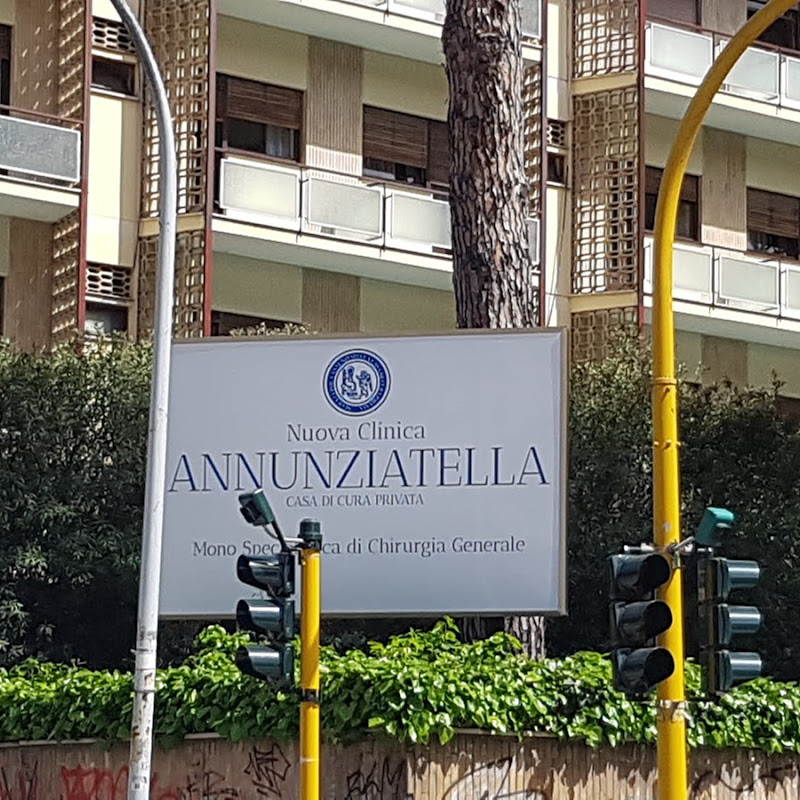 Nuova Clinica
ANNUNZIATELLA
CASA DI CURA PRIVATA
Mono di Chirurgia Generale